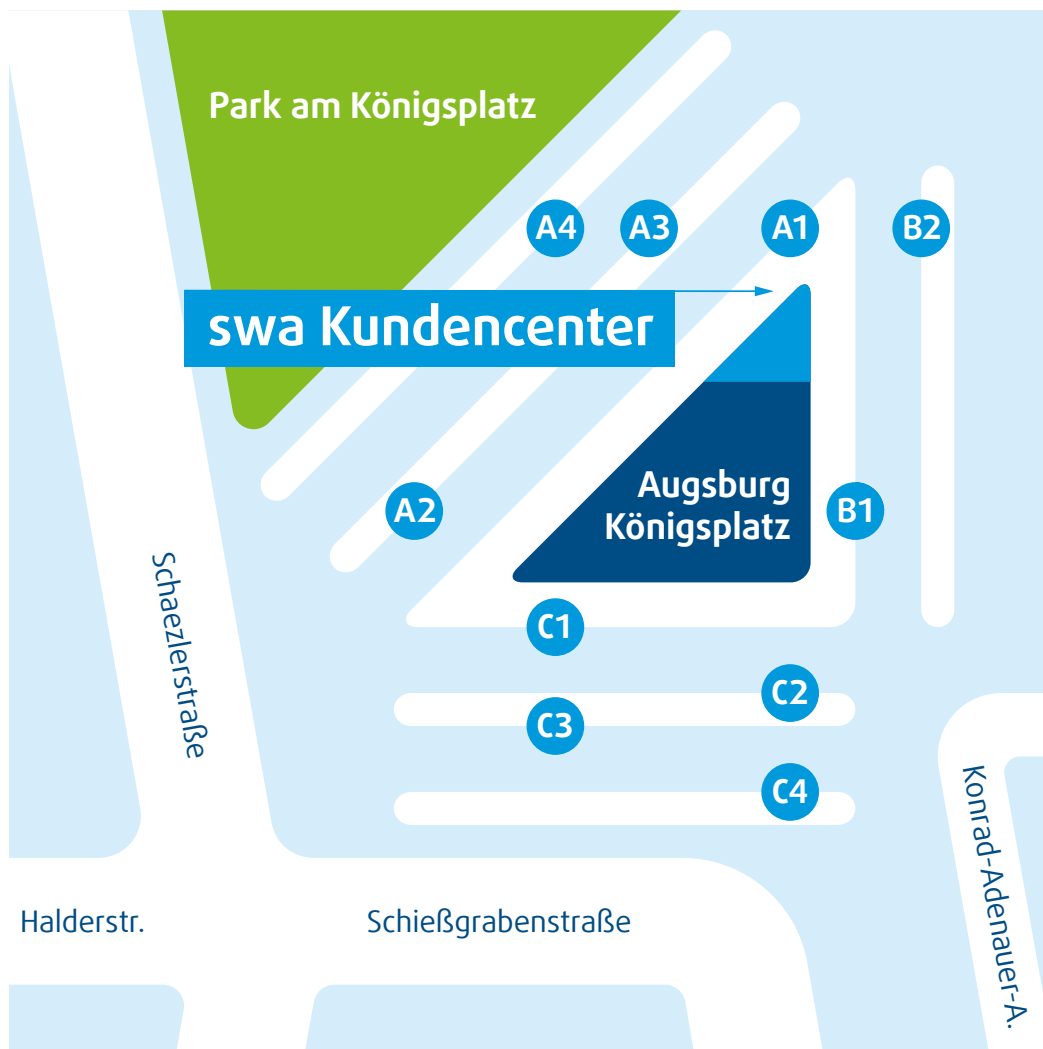 Park am Königsplatz
A4
A3
A1
B2
swa Kundencenter
A2
Augsburg
Königsplatz
B1
Schaezlerstraße
C1
C2
C3
C4
Konrad-Adenauer-A.
Halderstr.
Schießgrabenstraße